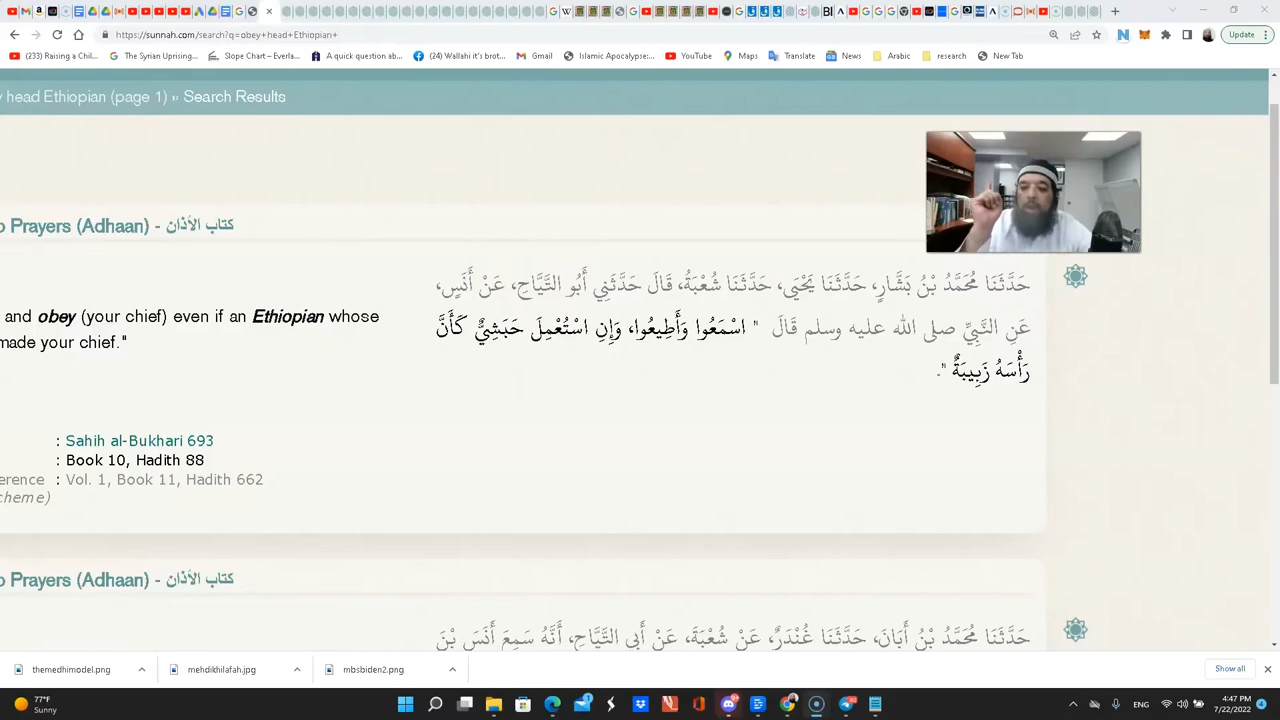 https://sunnah.com/search?q=obey+head+Ethiopian+
Update
(233) Raising a Chil...
The Syrian Uprising...
Slope Chart – Everla...
A quick question ab...
(24) Wallahi it's brot...
Gmail
Islamic Apocalypse:...
YouTube
Maps
Translate
News
Arabic
research
New Tab
y head Ethiopian (page 1) » Search Results
o Prayers (Adhaan) - كتاب الأذان
حَدَّثَنَا مُحَمَّدُ بْنُ بَشَّارٍ، حَدَّثَنَا يَحْيَى، حَدَّثَنَا شُعْبَةُ، قَالَ حَدَّثَنِي أَبُو التَّيَّاحِ، عَنْ أَنَسٍ،
عَنِ النَّبِيِّ صلى الله عليه وسلم قَالَ ‏"‏ اسْمَعُوا وَأَطِيعُوا، وَإِنِ اسْتُعْمِلَ حَبَشِيٌّ كَأَنَّ
رَأْسَهُ زَبِيبَةٌ ‏"‏‏.‏
and obey (your chief) even if an Ethiopian whose
made your chief."
: Sahih al-Bukhari 693
: Book 10, Hadith 88
erence : Vol. 1, Book 11, Hadith 662
cheme)
o Prayers (Adhaan) - كتاب الأذان
حَدَّثَنَا مُحَمَّدُ بْنُ أَبَانَ، حَدَّثَنَا غُنْدَرٌ، عَنْ شُعْبَةَ، عَنْ أَبِي التَّيَّاحِ، أَنَّهُ سَمِعَ أَنَسَ بْنَ
themedhimodel.png
mehdikhilafah.jpg
mbsbiden2.png
Show all
77°F
Sunny
ENG
4:47 PM
7/22/2022